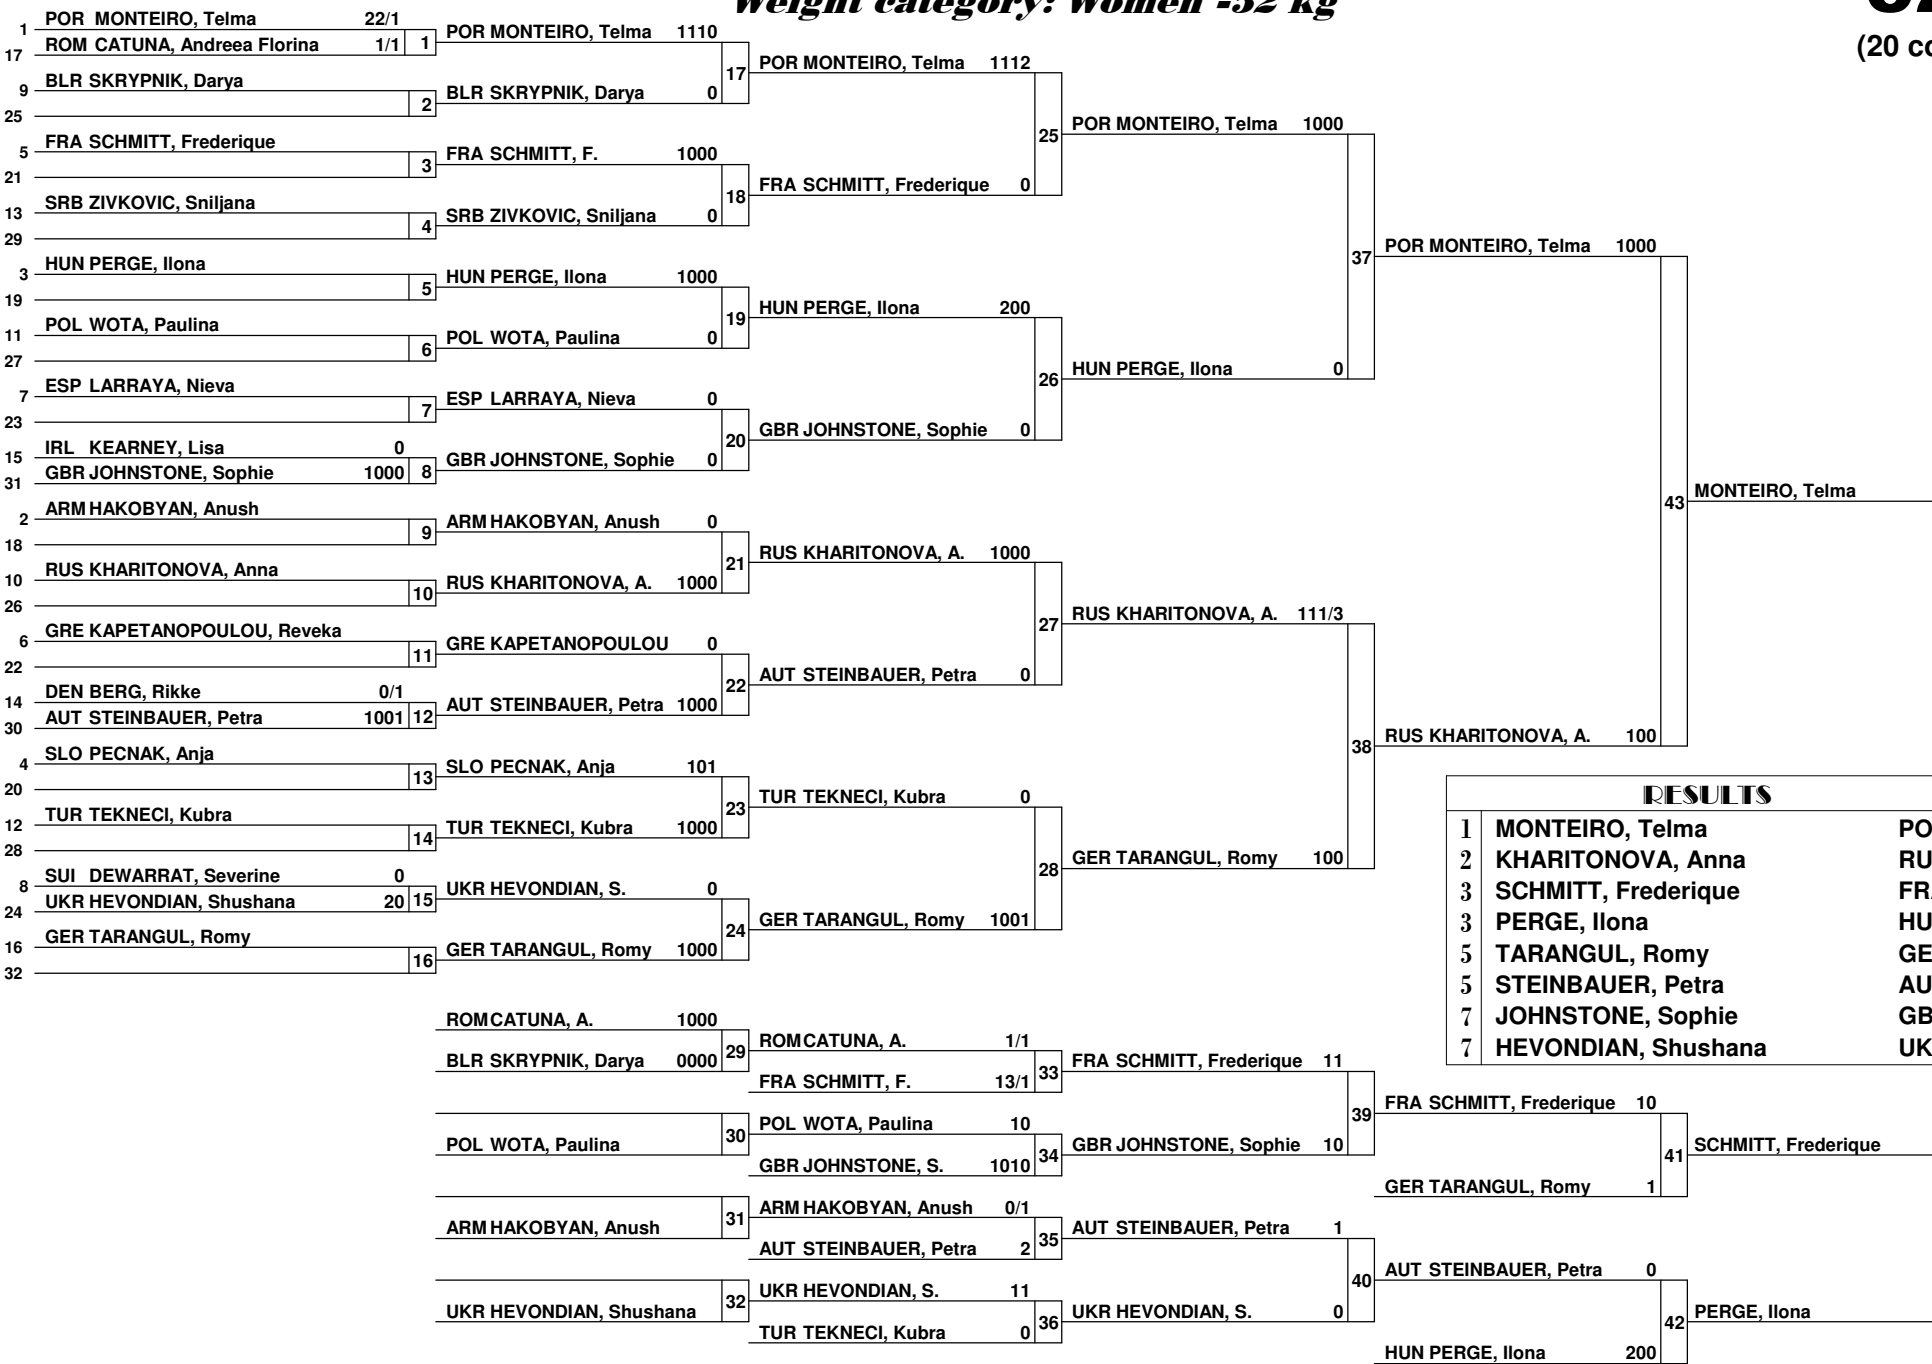 Weight category: Women -52 kg
(20 co
1 POR MONTEIRO, Telma 22/1
17 ROM CATUNA, Andreea Florina 1/1 1
9 BLR SKRYPNIK, Darya
25 2
5 FRA SCHMITT, Frederique
21 3
13 SRB ZIVKOVIC, Sniljana
29 4
3 HUN PERGE, Ilona
19 5
11 POL WOTA, Paulina
27 6
7 ESP LARRAYA, Nieva
23 7
15 IRL KEARNEY, Lisa 0
31 GBR JOHNSTONE, Sophie 1000 8
2 ARM HAKOBYAN, Anush
18 9
10 RUS KHARITONOVA, Anna
26 10
6 GRE KAPETANOPOULOU, Reveka
22 11
14 DEN BERG, Rikke 0/1
30 AUT STEINBAUER, Petra 1001 12
4 SLO PECNAK, Anja
20 13
12 TUR TEKNECI, Kubra
28 14
8 SUI DEWARRAT, Severine 0
24 UKR HEVONDIAN, Shushana 20 15
16 GER TARANGUL, Romy
32 16
POR MONTEIRO, Telma 1110
17
BLR SKRYPNIK, Darya 0
FRA SCHMITT, F. 1000
18
SRB ZIVKOVIC, Sniljana 0
HUN PERGE, Ilona 1000
19
POL WOTA, Paulina 0
ESP LARRAYA, Nieva 0
20
GBR JOHNSTONE, Sophie 0
ARM HAKOBYAN, Anush 0
21
RUS KHARITONOVA, A. 1000
GRE KAPETANOPOULOU 0
22
AUT STEINBAUER, Petra 1000
SLO PECNAK, Anja 101
23
TUR TEKNECI, Kubra 1000
UKR HEVONDIAN, S. 0
24
GER TARANGUL, Romy 1000
POR MONTEIRO, Telma 1112
25
FRA SCHMITT, Frederique 0
HUN PERGE, Ilona 200
26
GBR JOHNSTONE, Sophie 0
RUS KHARITONOVA, A. 1000
27
AUT STEINBAUER, Petra 0
TUR TEKNECI, Kubra 0
28
GER TARANGUL, Romy 1001
POR MONTEIRO, Telma 1000
37
HUN PERGE, Ilona 0
RUS KHARITONOVA, A. 111/3
38
GER TARANGUL, Romy 100
POR MONTEIRO, Telma 1000
43
RUS KHARITONOVA, A. 100
MONTEIRO, Telma
RESULTS
1 MONTEIRO, Telma PO
2 KHARITONOVA, Anna RU
3 SCHMITT, Frederique FR
3 PERGE, Ilona HU
5 TARANGUL, Romy GE
5 STEINBAUER, Petra AU
7 JOHNSTONE, Sophie GB
7 HEVONDIAN, Shushana UK
ROM CATUNA, A. 1000
29
BLR SKRYPNIK, Darya 0000
30
POL WOTA, Paulina
31
ARM HAKOBYAN, Anush
32
UKR HEVONDIAN, Shushana
ROM CATUNA, A. 1/1
33
FRA SCHMITT, F. 13/1
POL WOTA, Paulina 10
34
GBR JOHNSTONE, S. 1010
ARM HAKOBYAN, Anush 0/1
35
AUT STEINBAUER, Petra 2
UKR HEVONDIAN, S. 11
36
TUR TEKNECI, Kubra 0
FRA SCHMITT, Frederique 11
39
GBR JOHNSTONE, Sophie 10
AUT STEINBAUER, Petra 1
40
UKR HEVONDIAN, S. 0
FRA SCHMITT, Frederique 10
41
GER TARANGUL, Romy 1
AUT STEINBAUER, Petra 0
42
HUN PERGE, Ilona 200
SCHMITT, Frederique
PERGE, Ilona